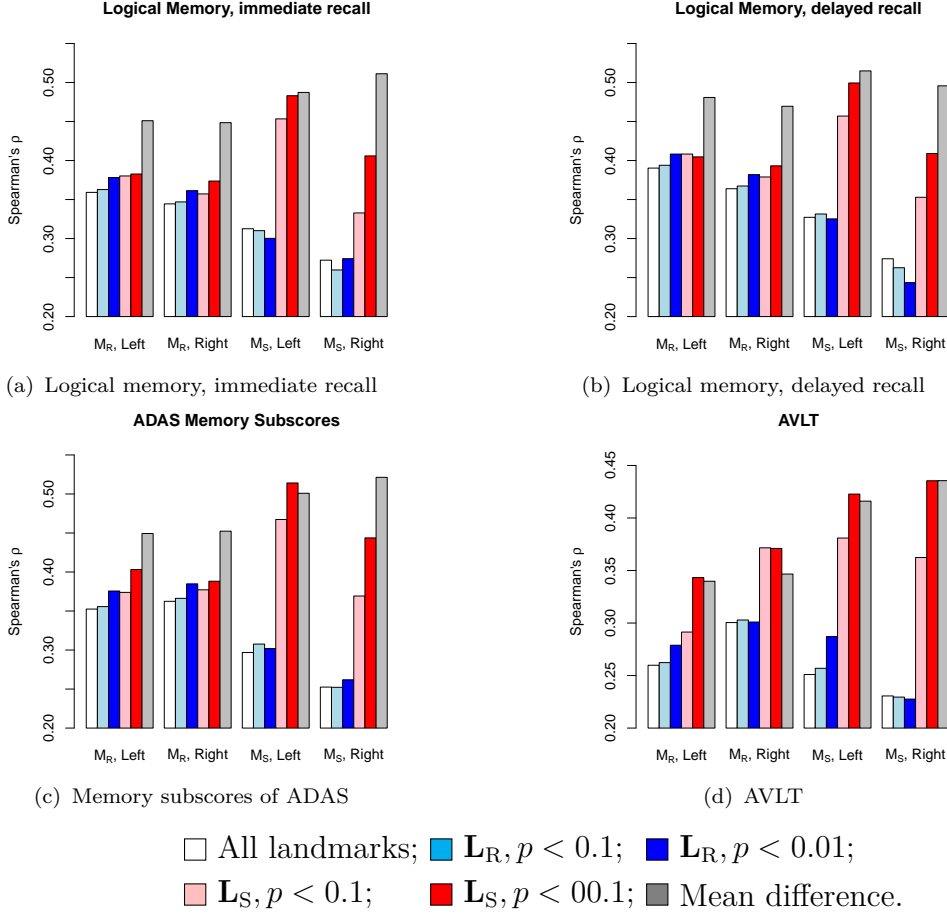 Logical Memory, immediate recall
Spearman's ρ
0.50
0.40
0.30
0.20
M_R, Left
M_R, Right
M_S, Left
M_S, Right
(a) Logical memory, immediate recall
Logical Memory, delayed recall
Spearman's ρ
0.50
0.40
0.30
0.20
M_R, Left
M_R, Right
M_S, Left
M_S, Right
(b) Logical memory, delayed recall
ADAS Memory Subscores
Spearman's ρ
0.50
0.40
0.30
0.20
M_R, Left
M_R, Right
M_S, Left
M_S, Right
(c) Memory subscores of ADAS
AVLT
Spearman's ρ
0.45
0.40
0.35
0.30
0.25
0.20
M_R, Left
M_R, Right
M_S, Left
M_S, Right
(d) AVLT
All landmarks; L_R, p < 0.1; L_R, p < 0.01;
L_S, p < 0.1; L_S, p < 00.1; Mean difference.